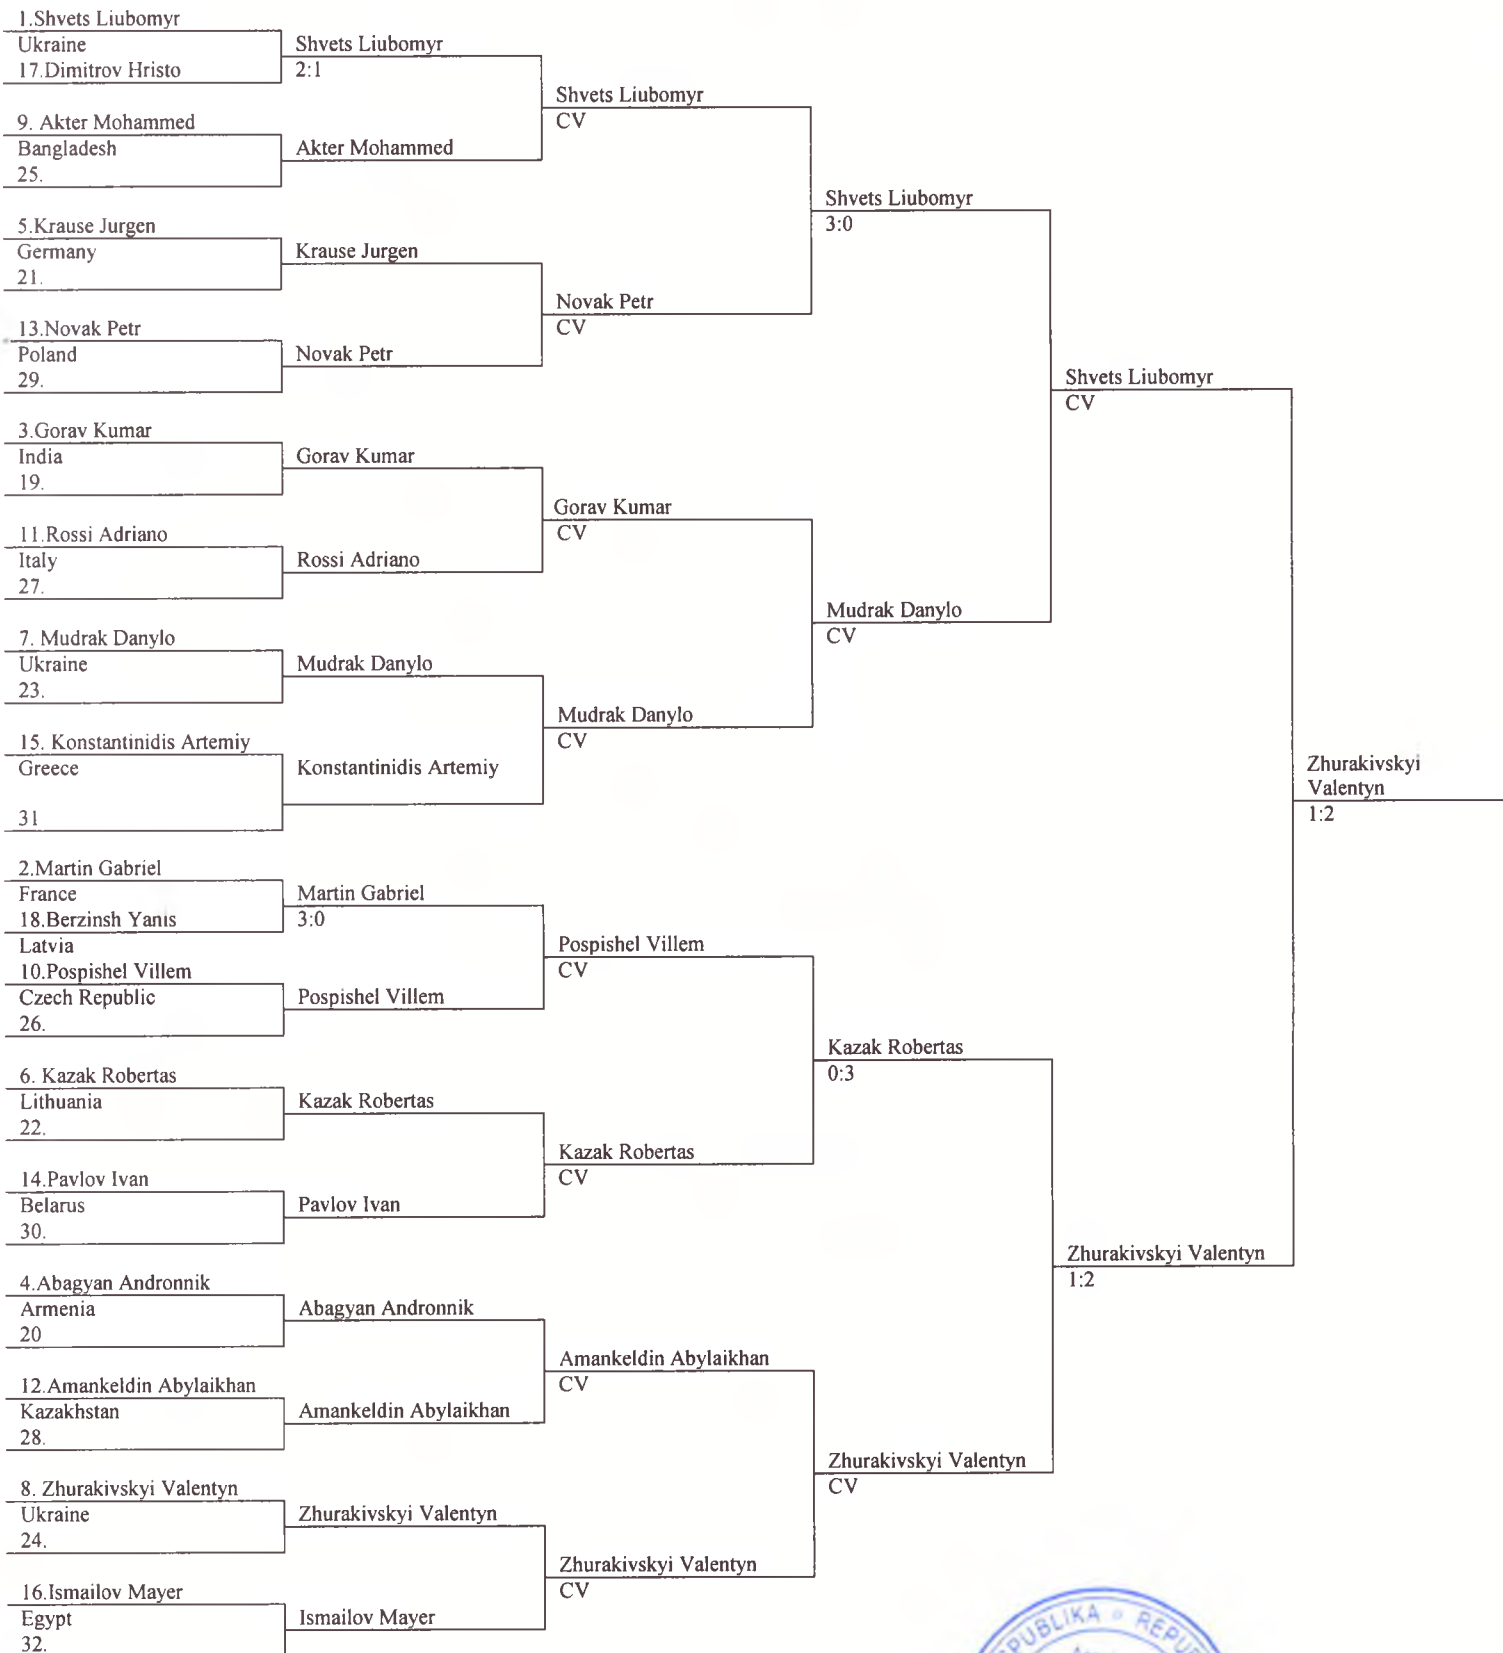 1.Shvets Liubomyr
Ukraine
17.Dimitrov Hristo
9. Akter Mohammed
Bangladesh
25.
5.Krause Jurgen
Germany
21.
13.Novak Petr
Poland
29.
3.Gorav Kumar
India
19.
11.Rossi Adriano
Italy
27.
7. Mudrak Danylo
Ukraine
23.
15. Konstantinidis Artemiy
Greece
31
2.Martin Gabriel
France
18.Berzinsh Yanis
Latvia
10.Pospishel Villem
Czech Republic
26.
6. Kazak Robertas
Lithuania
22.
14.Pavlov Ivan
Belarus
30.
4.Abagyan Andronnik
Armenia
20
12.Amankeldin Abylaikhan
Kazakhstan
28.
8. Zhurakivskyi Valentyn
Ukraine
24.
16.Ismailov Mayer
Egypt
32.
Shvets Liubomyr
2:1
Akter Mohammed
Krause Jurgen
Novak Petr
Gorav Kumar
Rossi Adriano
Mudrak Danylo
Konstantinidis Artemiy
Martin Gabriel
3:0
Pospishel Villem
Kazak Robertas
Pavlov Ivan
Abagyan Andronnik
Amankeldin Abylaikhan
Zhurakivskyi Valentyn
Ismailov Mayer
Shvets Liubomyr
CV
Novak Petr
CV
Gorav Kumar
CV
Mudrak Danylo
CV
Pospishel Villem
CV
Kazak Robertas
CV
Amankeldin Abylaikhan
CV
Zhurakivskyi Valentyn
CV
Shvets Liubomyr
3:0
Mudrak Danylo
CV
Kazak Robertas
0:3
Zhurakivskyi Valentyn
CV
Shvets Liubomyr
CV
Zhurakivskyi Valentyn
1:2
Zhurakivskyi
Valentyn
1:2